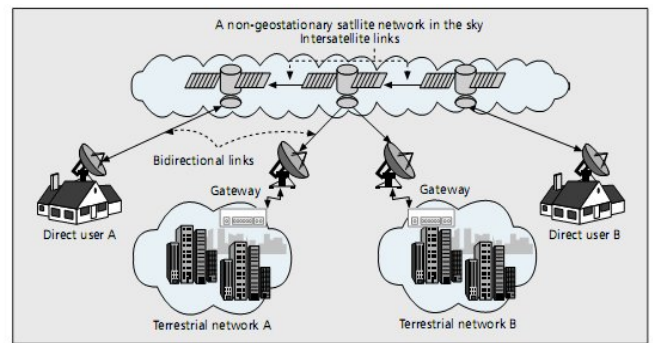 A non-geostationary satllite network in the sky
Intersatellite links
Bidirectional links
Gateway
Gateway
Direct user A
Direct user B
Terrestrial network A
Terrestrial network B